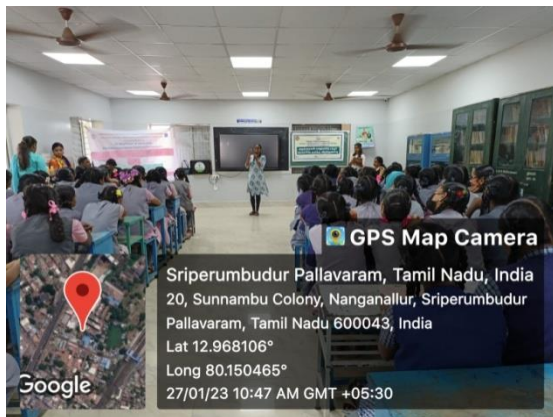 GPS Map Camera
Sriperumbudur Pallavaram, Tamil Nadu, India
20, Sunnambu Colony, Nanganallur, Sriperumbudur
Pallavaram, Tamil Nadu 600043, India
Lat 12.968106°
Long 80.150465°
27/01/23 10:47 AM GMT +05:30
Google